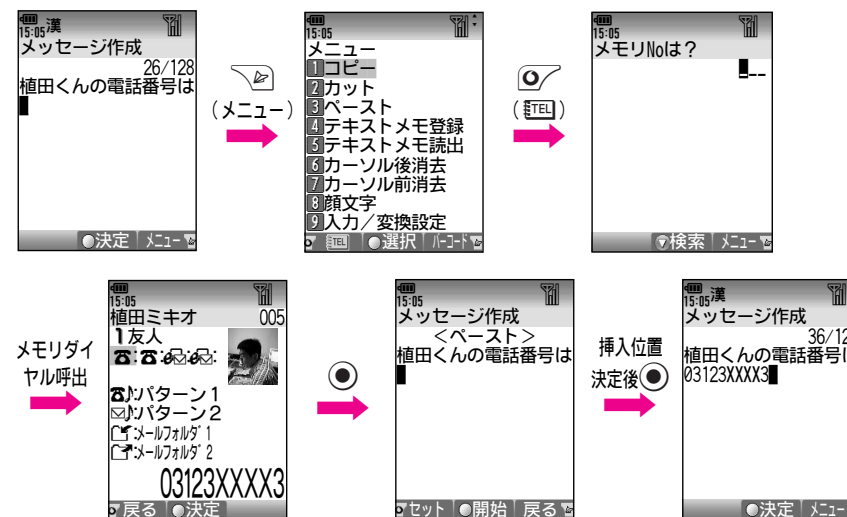 15:05 漢
メッセージ作成
26/128
植田くんの電話番号は
決定 メニュー
(メニュー)
15:05
メニュー
1 コピー
2 カット
3 ペースト
4 テキストメモ登録
5 テキストメモ読出
6 カーソル後消去
7 カーソル前消去
8 顔文字
9 入力/変換設定
TEL 選択 バーコード
(TEL)
15:05
メモリNoは?
---
検索 メニュー
メモリダイ
ヤル呼出
15:05
植田ミキオ 005
1 友人
☎: ☎: e✉: e✉:
☎♪:パターン1
✉♪:パターン2
:メールフォルダ1
:メールフォルダ2
03123XXXX3
戻る 決定
15:05
メッセージ作成
<ペースト>
植田くんの電話番号は
セット 開始 戻る
挿入位置
決定後
15:05 漢
メッセージ作成
36/12
植田くんの電話番号は
03123XXXX3
決定 メニュー